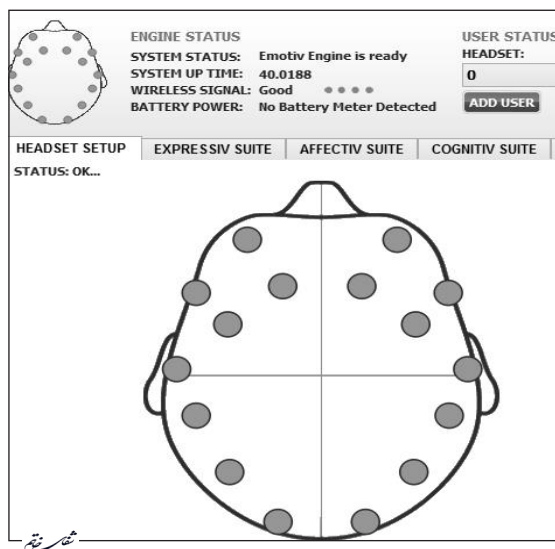 ENGINE STATUS
SYSTEM STATUS: Emotiv Engine is ready
SYSTEM UP TIME: 40.0188
WIRELESS SIGNAL: Good
BATTERY POWER: No Battery Meter Detected
USER STATUS
HEADSET:
0
ADD USER
HEADSET SETUP
EXPRESSIV SUITE
AFFECTIV SUITE
COGNITIV SUITE
STATUS: OK...